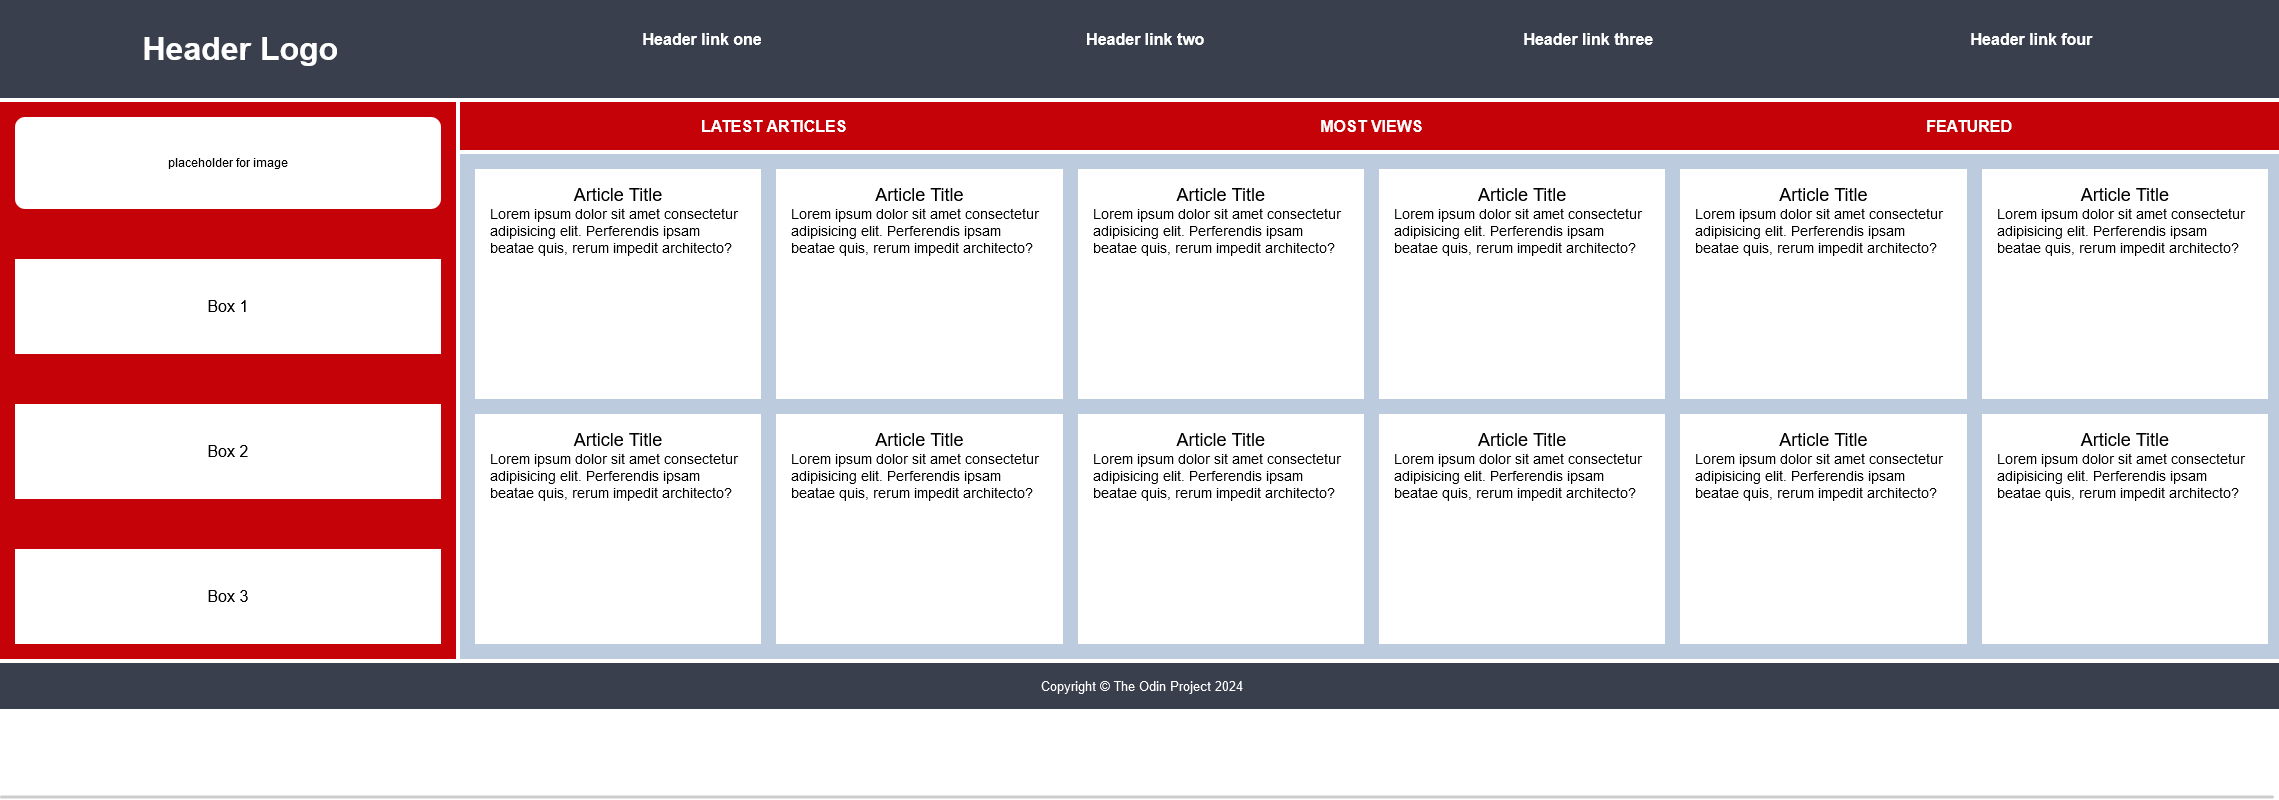 Header Logo
Header link one
Header link two
Header link three
Header link four
placeholder for image
Box 1
Box 2
Box 3
LATEST ARTICLES
MOST VIEWS
FEATURED
Article Title
Lorem ipsum dolor sit amet consectetur
adipisicing elit. Perferendis ipsam
beatae quis, rerum impedit architecto?
Article Title
Lorem ipsum dolor sit amet consectetur
adipisicing elit. Perferendis ipsam
beatae quis, rerum impedit architecto?
Article Title
Lorem ipsum dolor sit amet consectetur
adipisicing elit. Perferendis ipsam
beatae quis, rerum impedit architecto?
Article Title
Lorem ipsum dolor sit amet consectetur
adipisicing elit. Perferendis ipsam
beatae quis, rerum impedit architecto?
Article Title
Lorem ipsum dolor sit amet consectetur
adipisicing elit. Perferendis ipsam
beatae quis, rerum impedit architecto?
Article Title
Lorem ipsum dolor sit amet consectetur
adipisicing elit. Perferendis ipsam
beatae quis, rerum impedit architecto?
Article Title
Lorem ipsum dolor sit amet consectetur
adipisicing elit. Perferendis ipsam
beatae quis, rerum impedit architecto?
Article Title
Lorem ipsum dolor sit amet consectetur
adipisicing elit. Perferendis ipsam
beatae quis, rerum impedit architecto?
Article Title
Lorem ipsum dolor sit amet consectetur
adipisicing elit. Perferendis ipsam
beatae quis, rerum impedit architecto?
Article Title
Lorem ipsum dolor sit amet consectetur
adipisicing elit. Perferendis ipsam
beatae quis, rerum impedit architecto?
Article Title
Lorem ipsum dolor sit amet consectetur
adipisicing elit. Perferendis ipsam
beatae quis, rerum impedit architecto?
Article Title
Lorem ipsum dolor sit amet consectetur
adipisicing elit. Perferendis ipsam
beatae quis, rerum impedit architecto?
Copyright © The Odin Project 2024